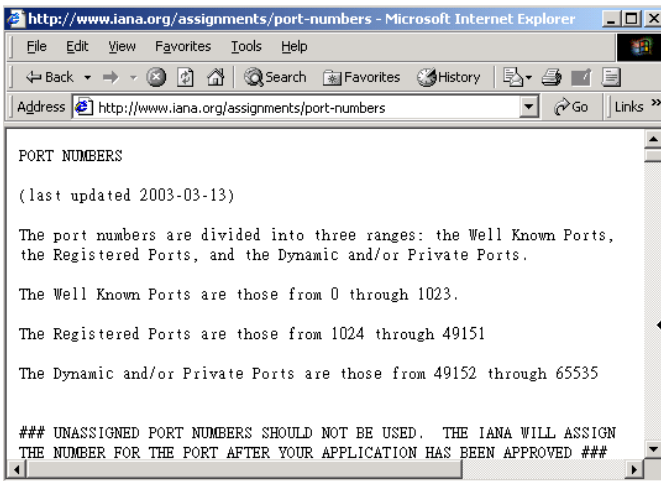 http://www.iana.org/assignments/port-numbers - Microsoft Internet Explorer
File Edit View Favorites Tools Help
Back Search Favorites History
Address http://www.iana.org/assignments/port-numbers Go Links »
PORT NUMBERS
(last updated 2003-03-13)
The port numbers are divided into three ranges: the Well Known Ports,
the Registered Ports, and the Dynamic and/or Private Ports.
The Well Known Ports are those from 0 through 1023.
The Registered Ports are those from 1024 through 49151
The Dynamic and/or Private Ports are those from 49152 through 65535
### UNASSIGNED PORT NUMBERS SHOULD NOT BE USED.  THE IANA WILL ASSIGN
THE NUMBER FOR THE PORT AFTER YOUR APPLICATION HAS BEEN APPROVED ###